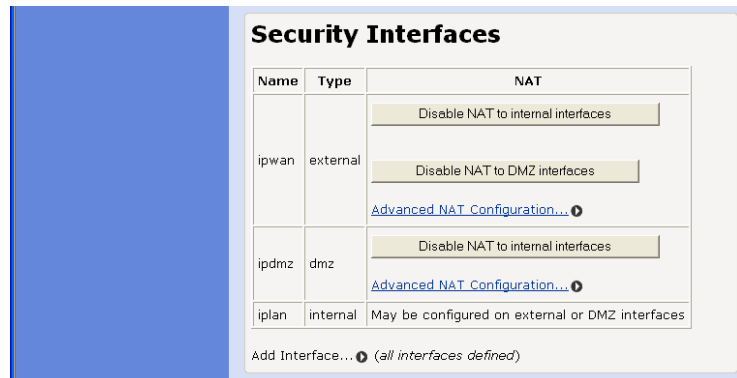 Security Interfaces
Name Type NAT
Disable NAT to internal interfaces
ipwan external
Disable NAT to DMZ interfaces
Advanced NAT Configuration...
Disable NAT to internal interfaces
ipdmz dmz
Advanced NAT Configuration...
iplan internal May be configured on external or DMZ interfaces
Add Interface... (all interfaces defined)